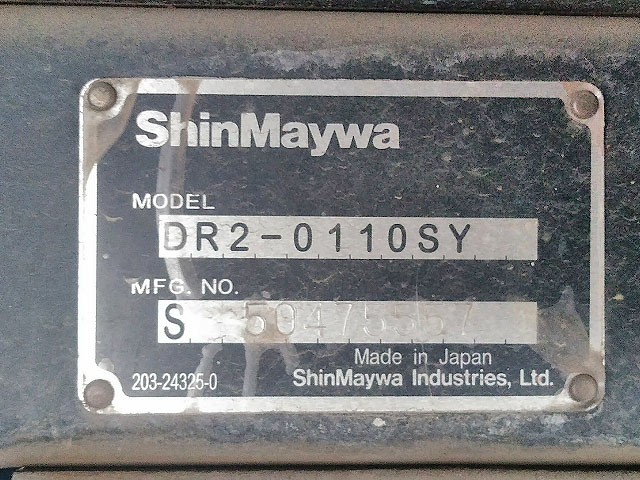 ShinMaywa
MODEL
DR2-0110SY
MFG. NO.
S
Made in Japan
203-24325-0
ShinMaywa Industries, Ltd.